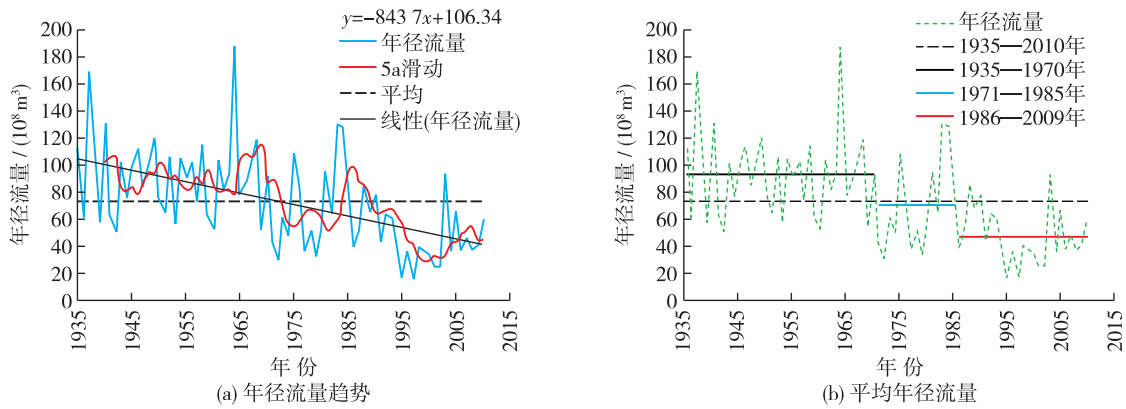 y=−843 7x+106.34
年径流量
5a滑动
平均
线性(年径流量)
年径流量 / (10⁸ m³)
200
180
160
140
120
100
80
60
40
20
0
1935
1945
1955
1965
1975
1985
1995
2005
2015
年 份
(a) 年径流量趋势
年径流量
1935—2010年
1935—1970年
1971—1985年
1986—2009年
年径流量 / (10⁸ m³)
200
180
160
140
120
100
80
60
40
20
0
1935
1945
1955
1965
1975
1985
1995
2005
2015
年 份
(b) 平均年径流量